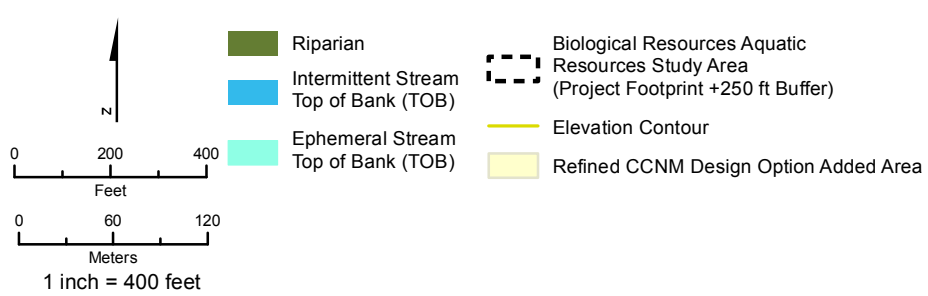 N
0 200 400
Feet
0 60 120
Meters
1 inch = 400 feet
Riparian
Intermittent Stream
Top of Bank (TOB)
Ephemeral Stream
Top of Bank (TOB)
Biological Resources Aquatic
Resources Study Area
(Project Footprint +250 ft Buffer)
Elevation Contour
Refined CCNM Design Option Added Area